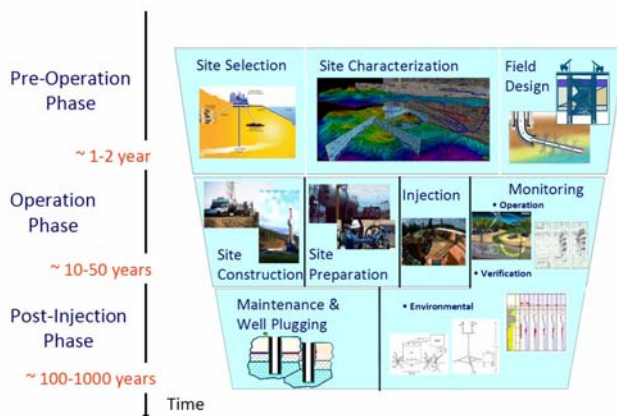 Pre-Operation
Phase
~ 1-2 year
Site Selection
Site Characterization
Field
Design
Operation
Phase
~ 10-50 years
Site
Construction
Site
Preparation
Injection
Monitoring
• Operation
• Verification
Post-Injection
Phase
~ 100-1000 years
Maintenance &
Well Plugging
• Environmental
Time